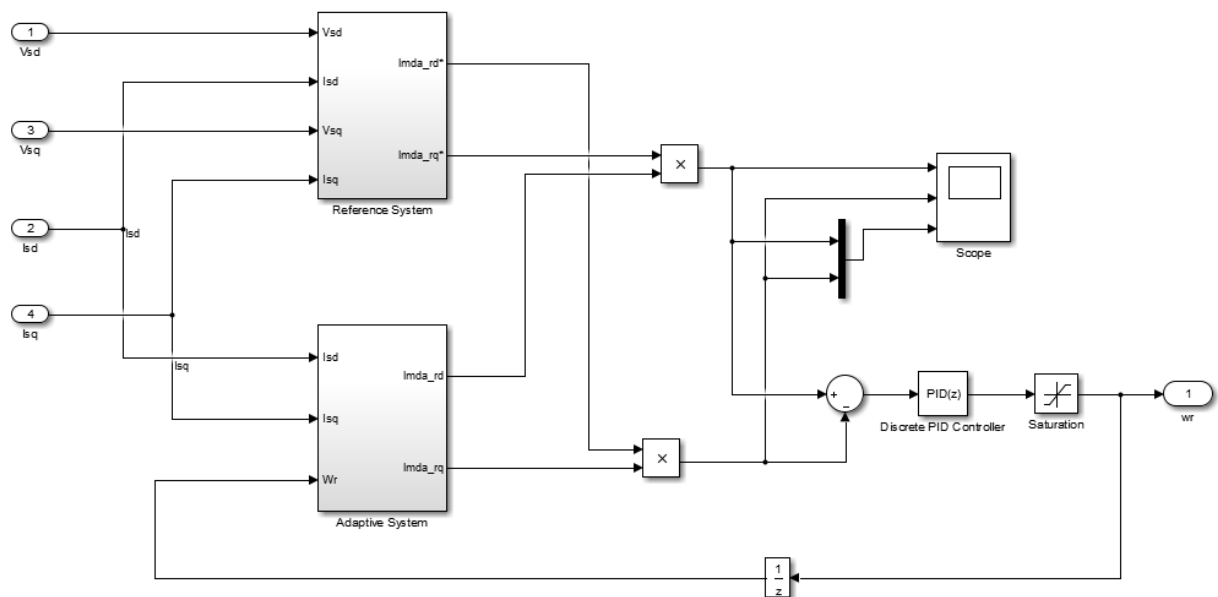 1
Vsd
3
Vsq
2
Isd
4
Isq
Isd
Isq
Vsd
Isd
Vsq
Isq
lmda_rd*
lmda_rq*
Reference System
Isd
Isq
Wr
lmda_rd
lmda_rq
Adaptive System
×
×
Scope
+
−
PID(z)
Discrete PID Controller
Saturation
1
wr
1
z